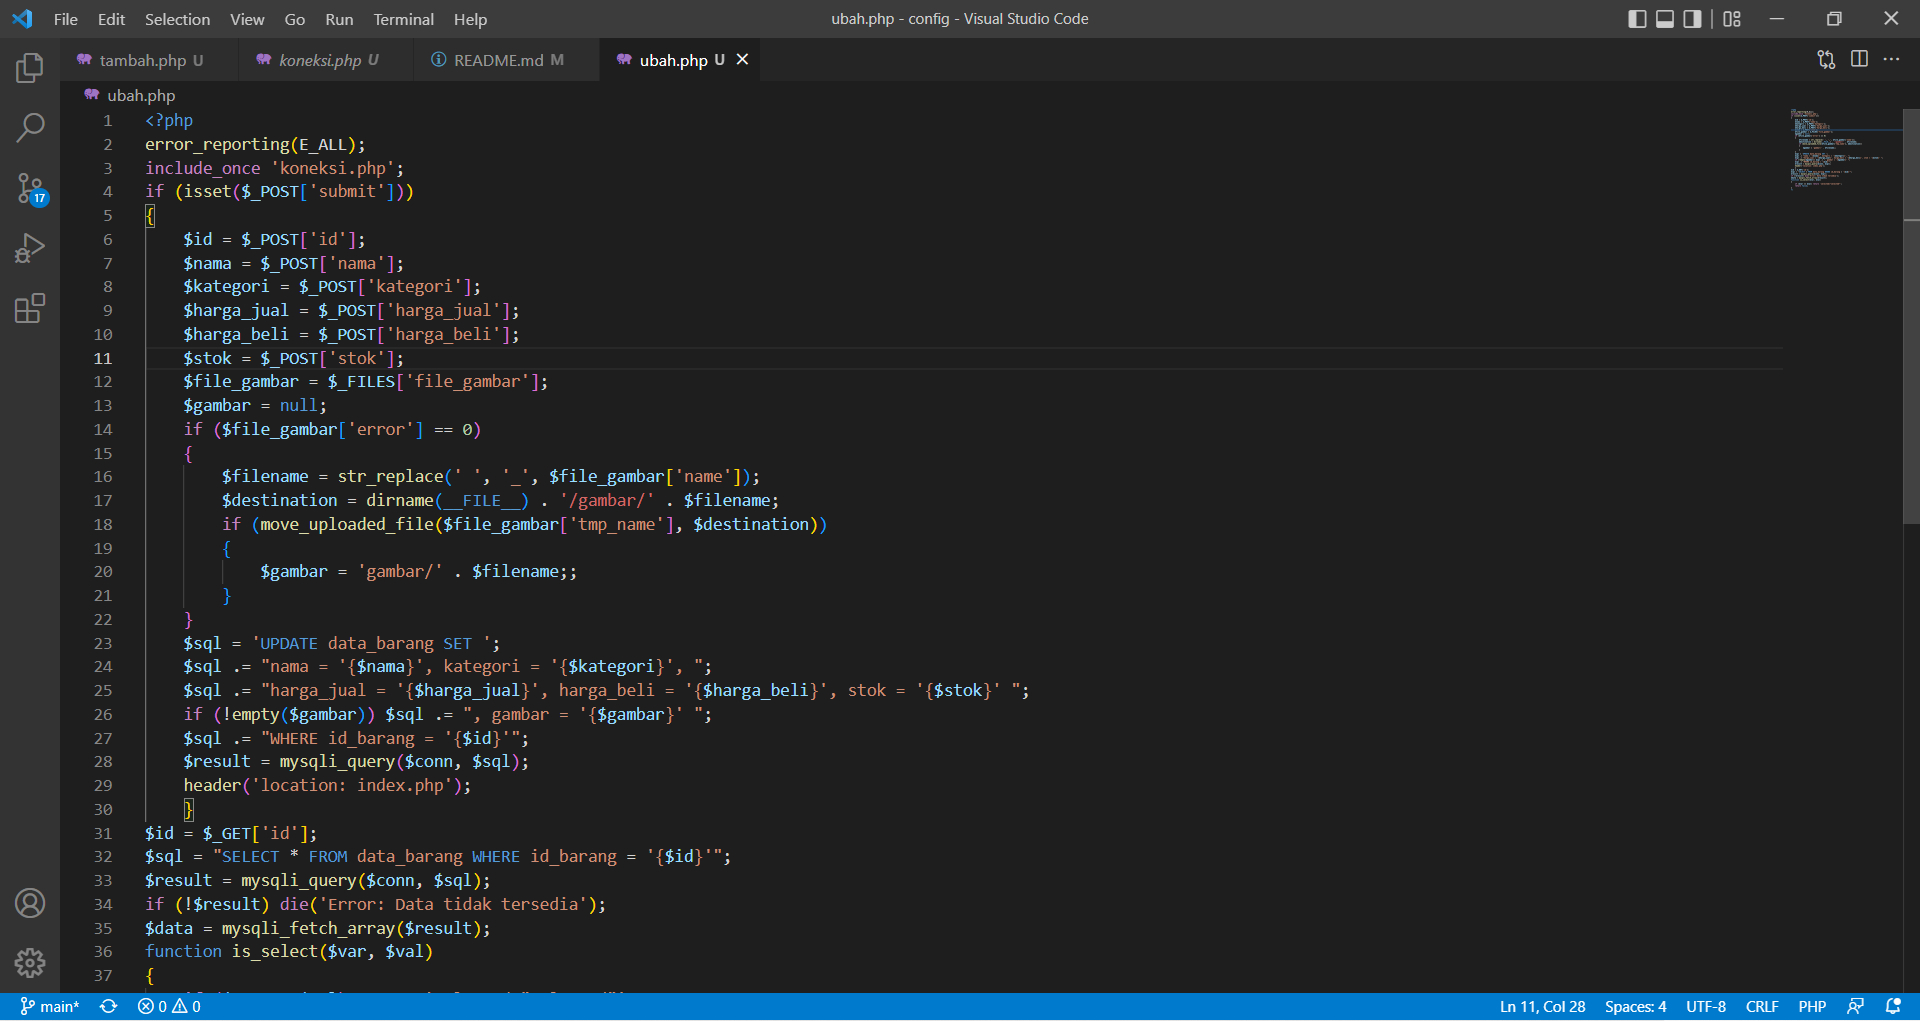 File Edit Selection View Go Run Terminal Help ubah.php - config - Visual Studio Code
tambah.php U koneksi.php U README.md M ubah.php U
ubah.php
17
1 <?php
2 error_reporting(E_ALL);
3 include_once 'koneksi.php';
4 if (isset($_POST['submit']))
5 {
6 $id = $_POST['id'];
7 $nama = $_POST['nama'];
8 $kategori = $_POST['kategori'];
9 $harga_jual = $_POST['harga_jual'];
10 $harga_beli = $_POST['harga_beli'];
11 $stok = $_POST['stok'];
12 $file_gambar = $_FILES['file_gambar'];
13 $gambar = null;
14 if ($file_gambar['error'] == 0)
15 {
16 $filename = str_replace(' ', '_', $file_gambar['name']);
17 $destination = dirname(__FILE__) . '/gambar/' . $filename;
18 if (move_uploaded_file($file_gambar['tmp_name'], $destination))
19 {
20 $gambar = 'gambar/' . $filename;;
21 }
22 }
23 $sql = 'UPDATE data_barang SET ';
24 $sql .= "nama = '{$nama}', kategori = '{$kategori}', ";
25 $sql .= "harga_jual = '{$harga_jual}', harga_beli = '{$harga_beli}', stok = '{$stok}' ";
26 if (!empty($gambar)) $sql .= ", gambar = '{$gambar}' ";
27 $sql .= "WHERE id_barang = '{$id}'";
28 $result = mysqli_query($conn, $sql);
29 header('location: index.php');
30 }
31 $id = $_GET['id'];
32 $sql = "SELECT * FROM data_barang WHERE id_barang = '{$id}'";
33 $result = mysqli_query($conn, $sql);
34 if (!$result) die('Error: Data tidak tersedia');
35 $data = mysqli_fetch_array($result);
36 function is_select($var, $val)
37 {
main* 0 0 Ln 11, Col 28 Spaces: 4 UTF-8 CRLF PHP